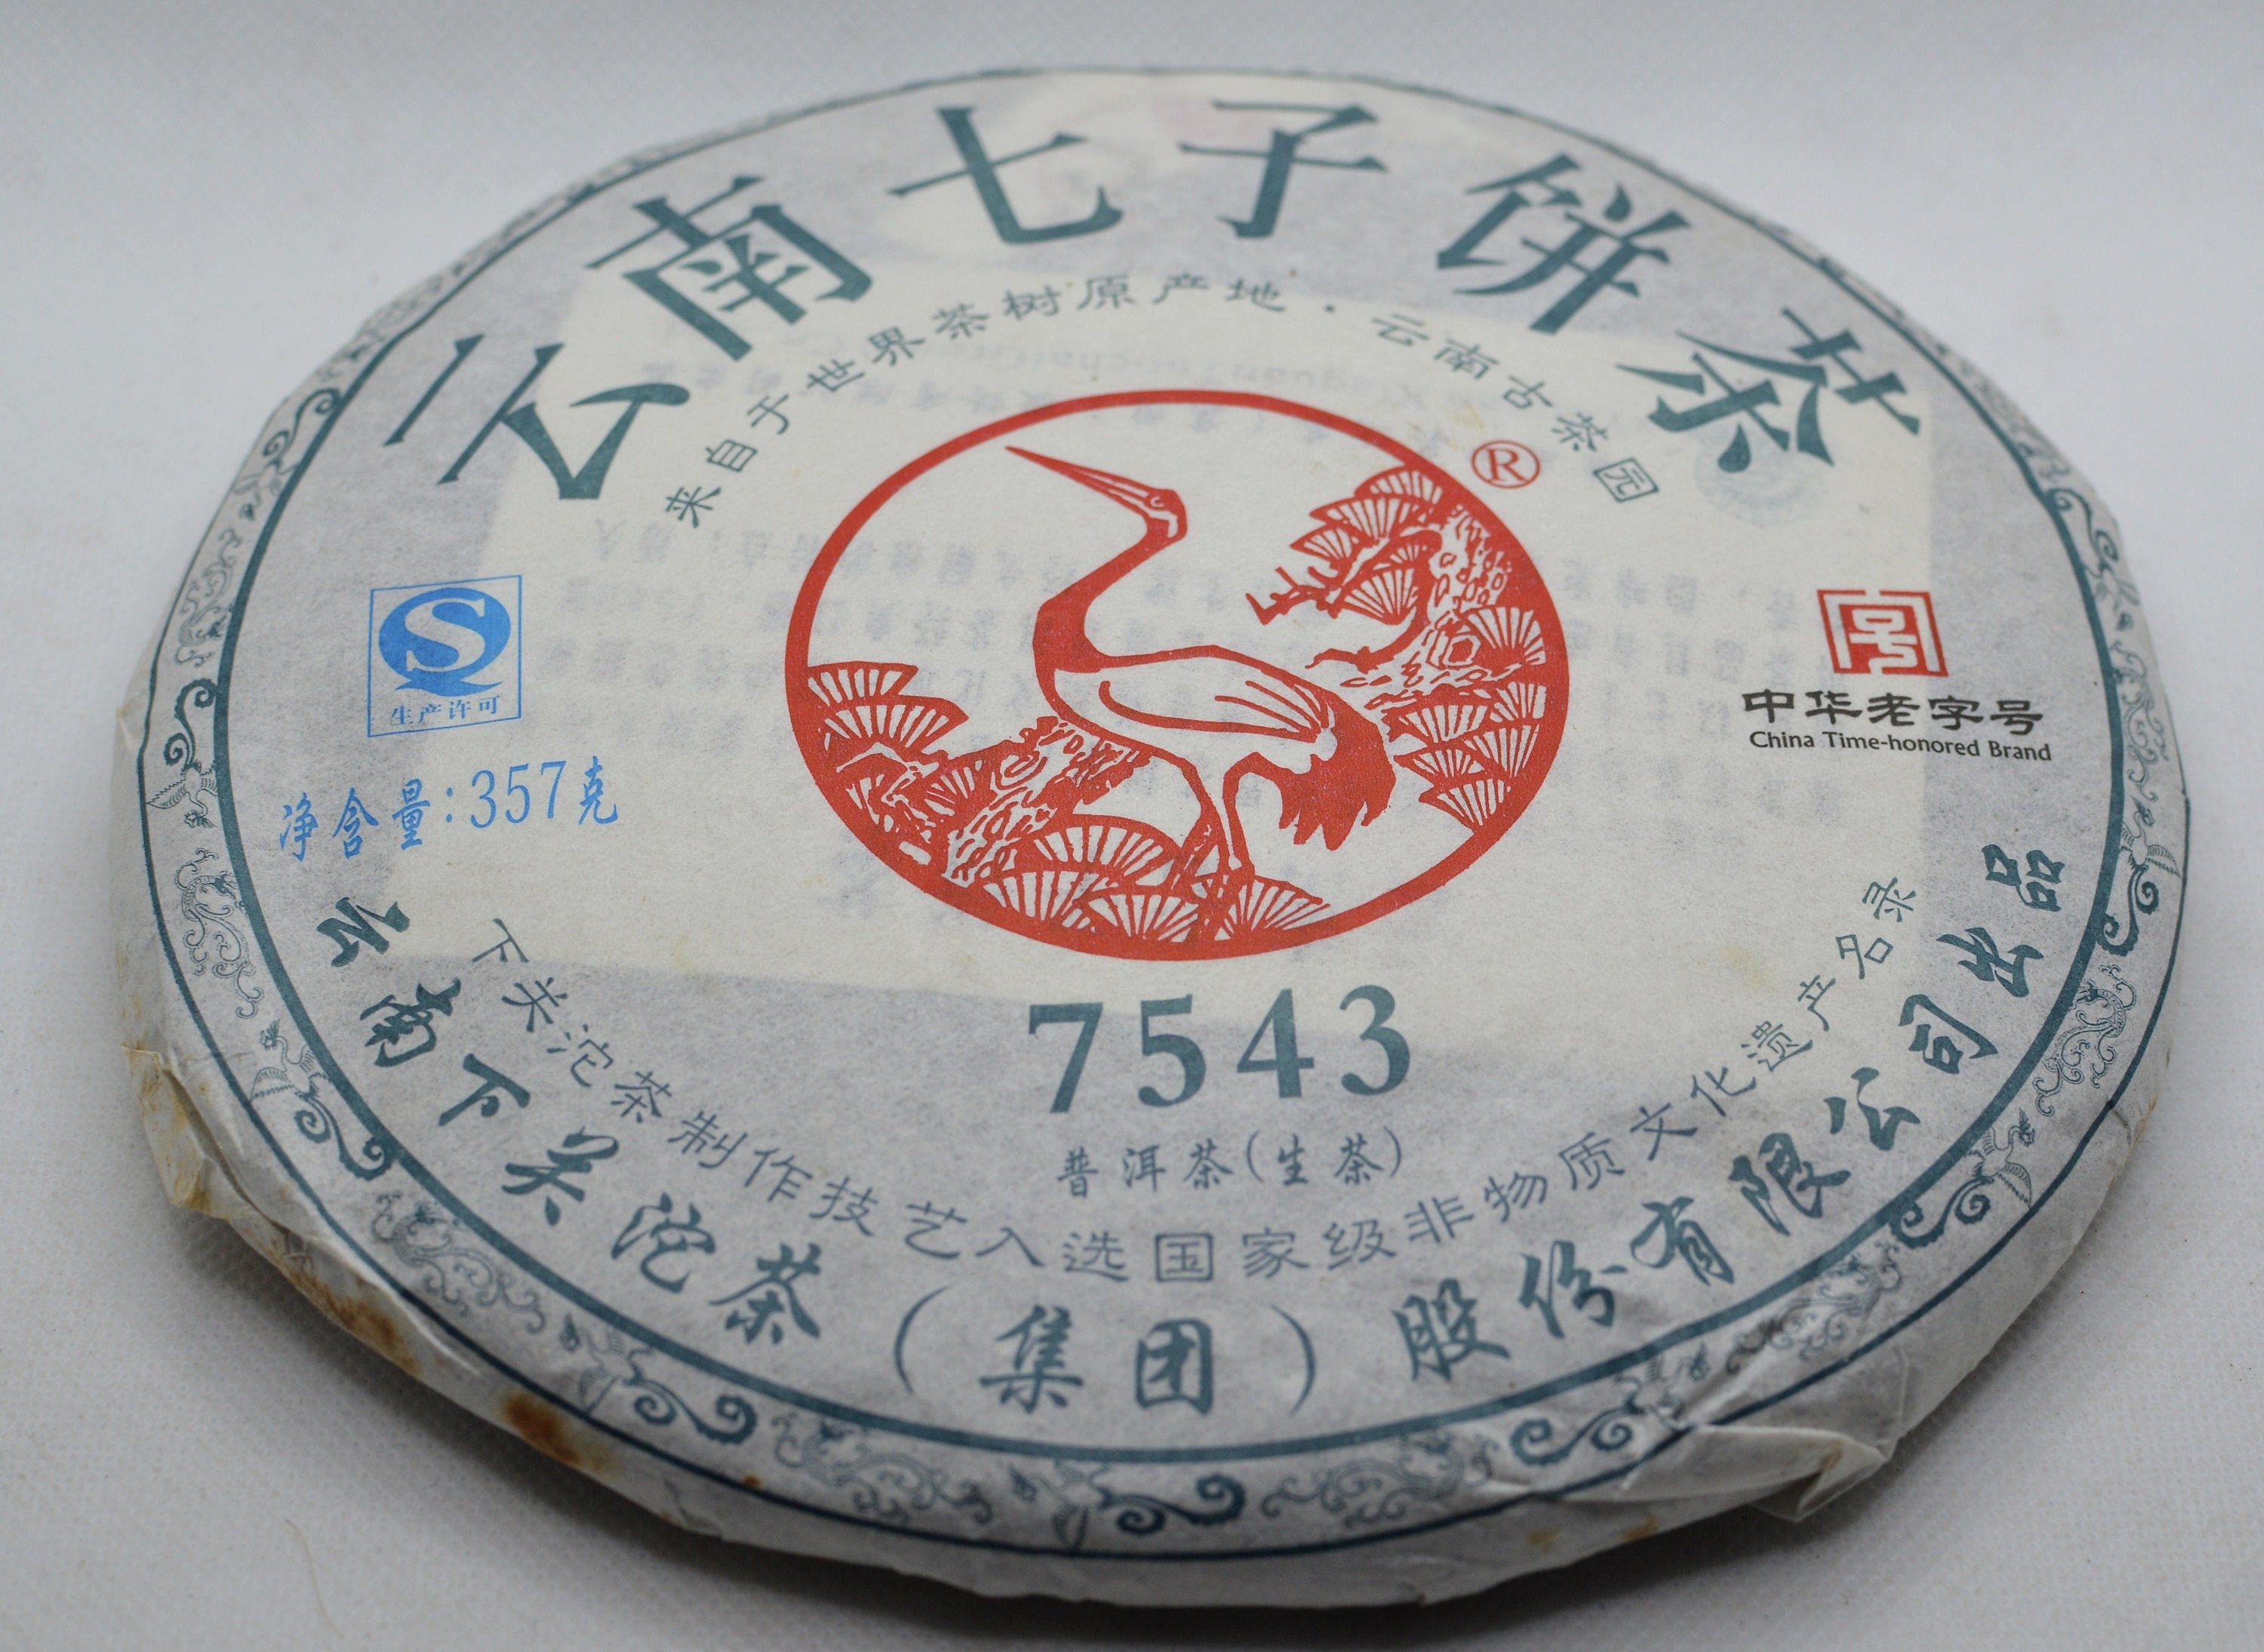 云南七子饼茶
来自于世界茶树原产地·云南古茶园
®
S
生产许可
净含量:357克
中华老字号
China Time-honored Brand
7543
普洱茶(生茶)
下关沱茶制作技艺入选国家级非物质文化遗产名录
云南下关沱茶(集团)股份有限公司出品